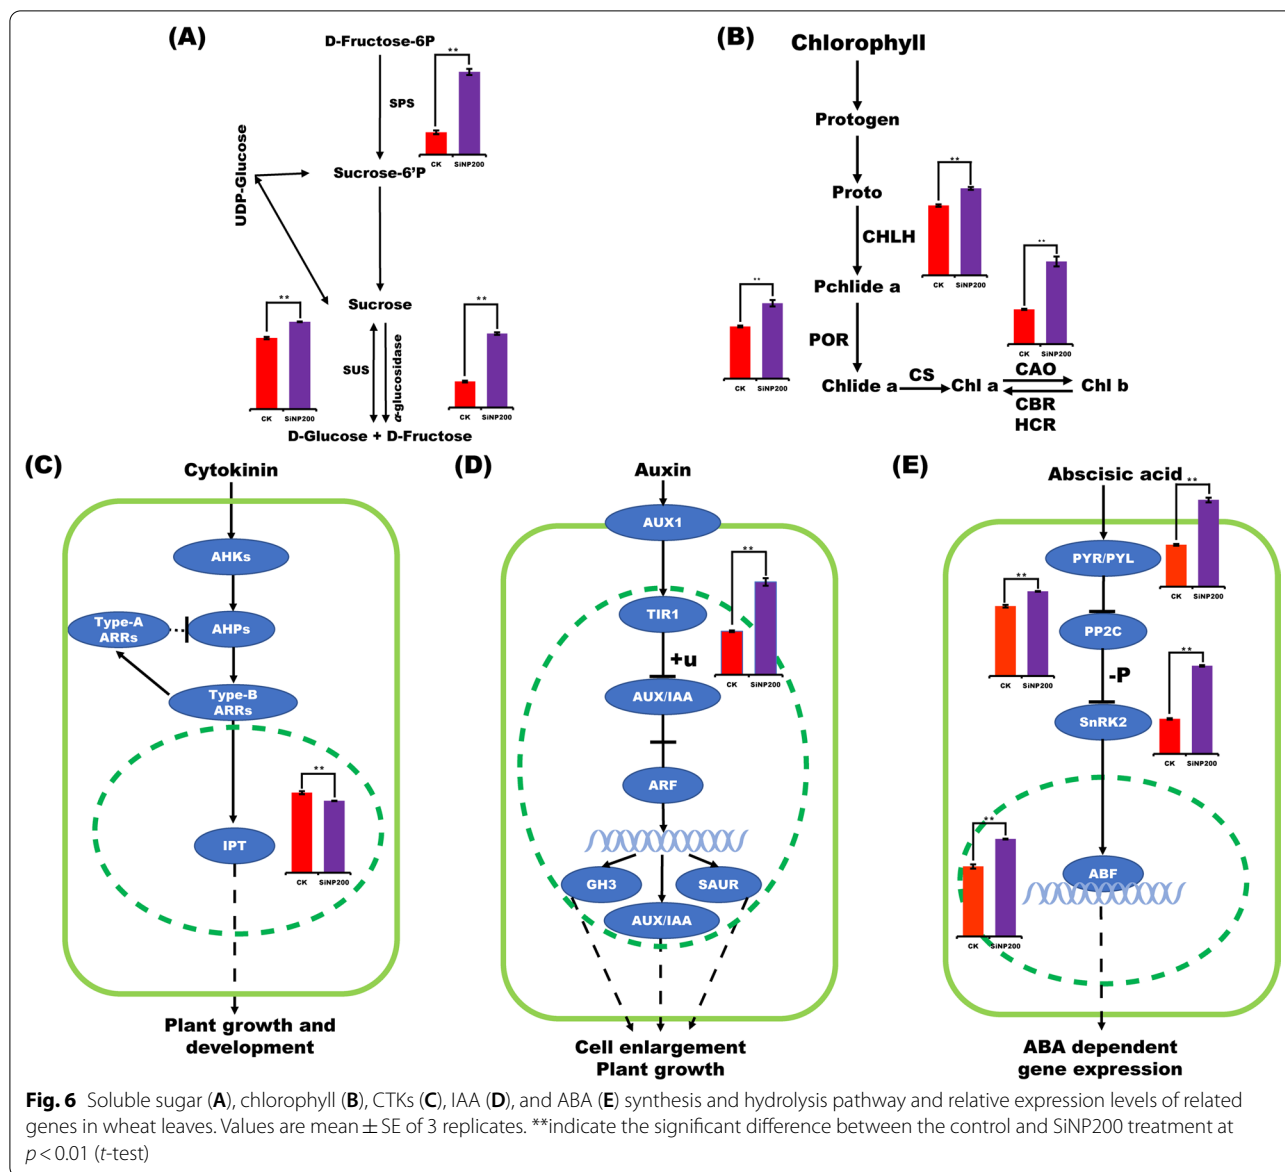 (A)
D-Fructose-6P
**
SPS
CK SiNP200
UDP-Glucose
Sucrose-6'P
Sucrose
**
CK SiNP200
SUS
α-glucosidase
**
CK SiNP200
D-Glucose + D-Fructose
(B)
Chlorophyll
Protogen
Proto
**
CK SiNP200
CHLH
Pchlide a
**
CK SiNP200
POR
**
CK SiNP200
Chlide a
CS
Chl a
CAO
CBR
HCR
Chl b
(C)
Cytokinin
AHKs
Type-A
ARRs
AHPs
Type-B
ARRs
**
CK SiNP200
IPT
Plant growth and
development
(D)
Auxin
AUX1
TIR1
**
CK SiNP200
+u
AUX/IAA
ARF
GH3
SAUR
AUX/IAA
Cell enlargement
Plant growth
(E)
Abscisic acid
**
PYR/PYL
CK SiNP200
**
CK SiNP200
PP2C
-P
**
CK SiNP200
SnRK2
**
CK SiNP200
ABF
ABA dependent
gene expression
Fig. 6 Soluble sugar (A), chlorophyll (B), CTKs (C), IAA (D), and ABA (E) synthesis and hydrolysis pathway and relative expression levels of related
genes in wheat leaves. Values are mean ± SE of 3 replicates. **indicate the significant difference between the control and SiNP200 treatment at
p < 0.01 (t-test)